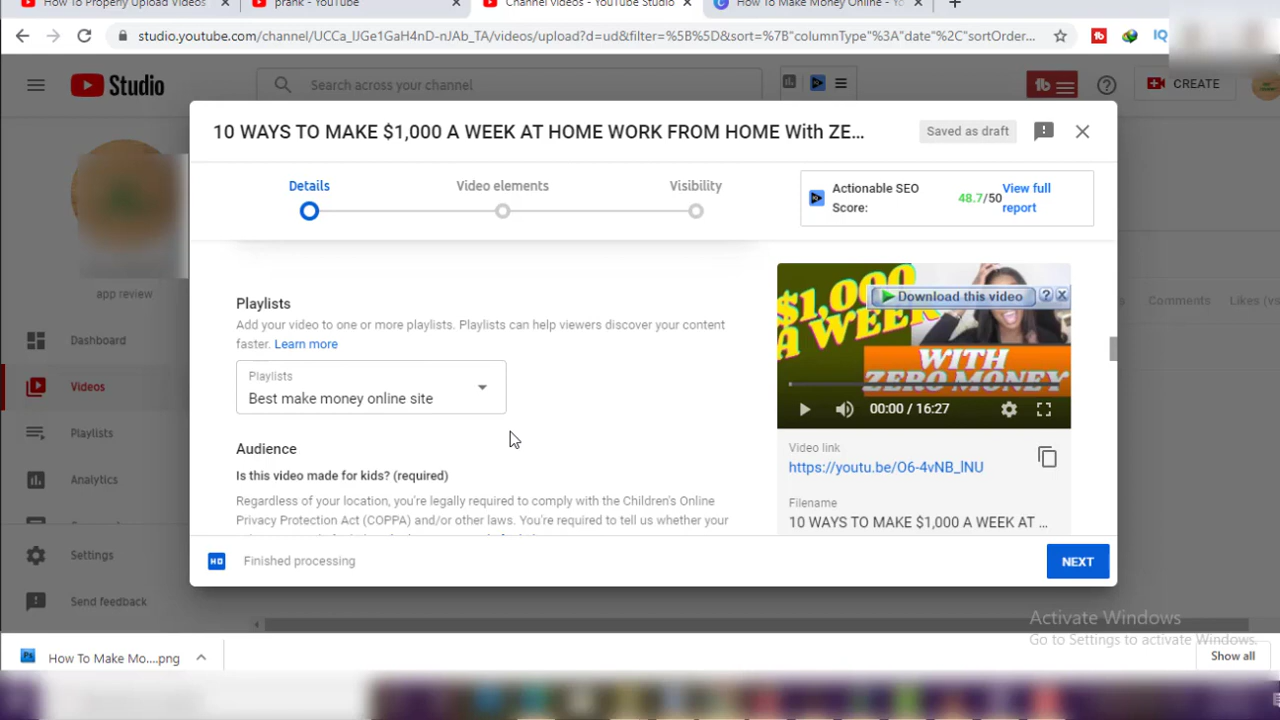 How To Properly Upload Videos
prank - YouTube
Channel videos - YouTube Studio
How To Make Money Online - Yo
studio.youtube.com/channel/UCCa_lJGe1GaH4nD-nJAb_TA/videos/upload?d=ud&filter=%5B%5D&sort=%7B"columnType"%3A"date"%2C"sortOrder...
Studio
Search across your channel
CREATE
10 WAYS TO MAKE $1,000 A WEEK AT HOME WORK FROM HOME With ZE...
Saved as draft
Details
Video elements
Visibility
Actionable SEO
Score:
48.7/50
View full
report
app review
Comments
Likes (vs
Dashboard
Videos
Playlists
Analytics
Settings
Send feedback
Playlists
Add your video to one or more playlists. Playlists can help viewers discover your content
faster. Learn more
Playlists
Best make money online site
Audience
Is this video made for kids? (required)
Regardless of your location, you're legally required to comply with the Children's Online
Privacy Protection Act (COPPA) and/or other laws. You're required to tell us whether your
$1,000
A WEEK
WITH
ZERO MONEY
Download this video
00:00 / 16:27
Video link
https://youtu.be/O6-4vNB_lNU
Filename
10 WAYS TO MAKE $1,000 A WEEK AT ...
HD
Finished processing
NEXT
Activate Windows
Go to Settings to activate Windows.
How To Make Mo....png
Show all